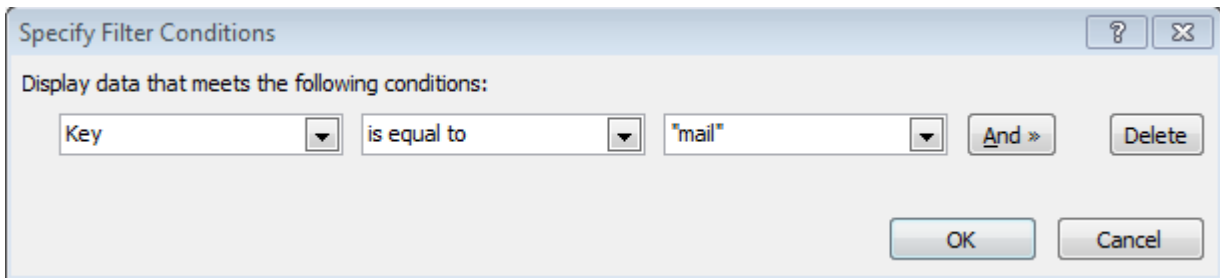 Specify Filter Conditions
Display data that meets the following conditions:
Key is equal to "mail" And » Delete
OK Cancel